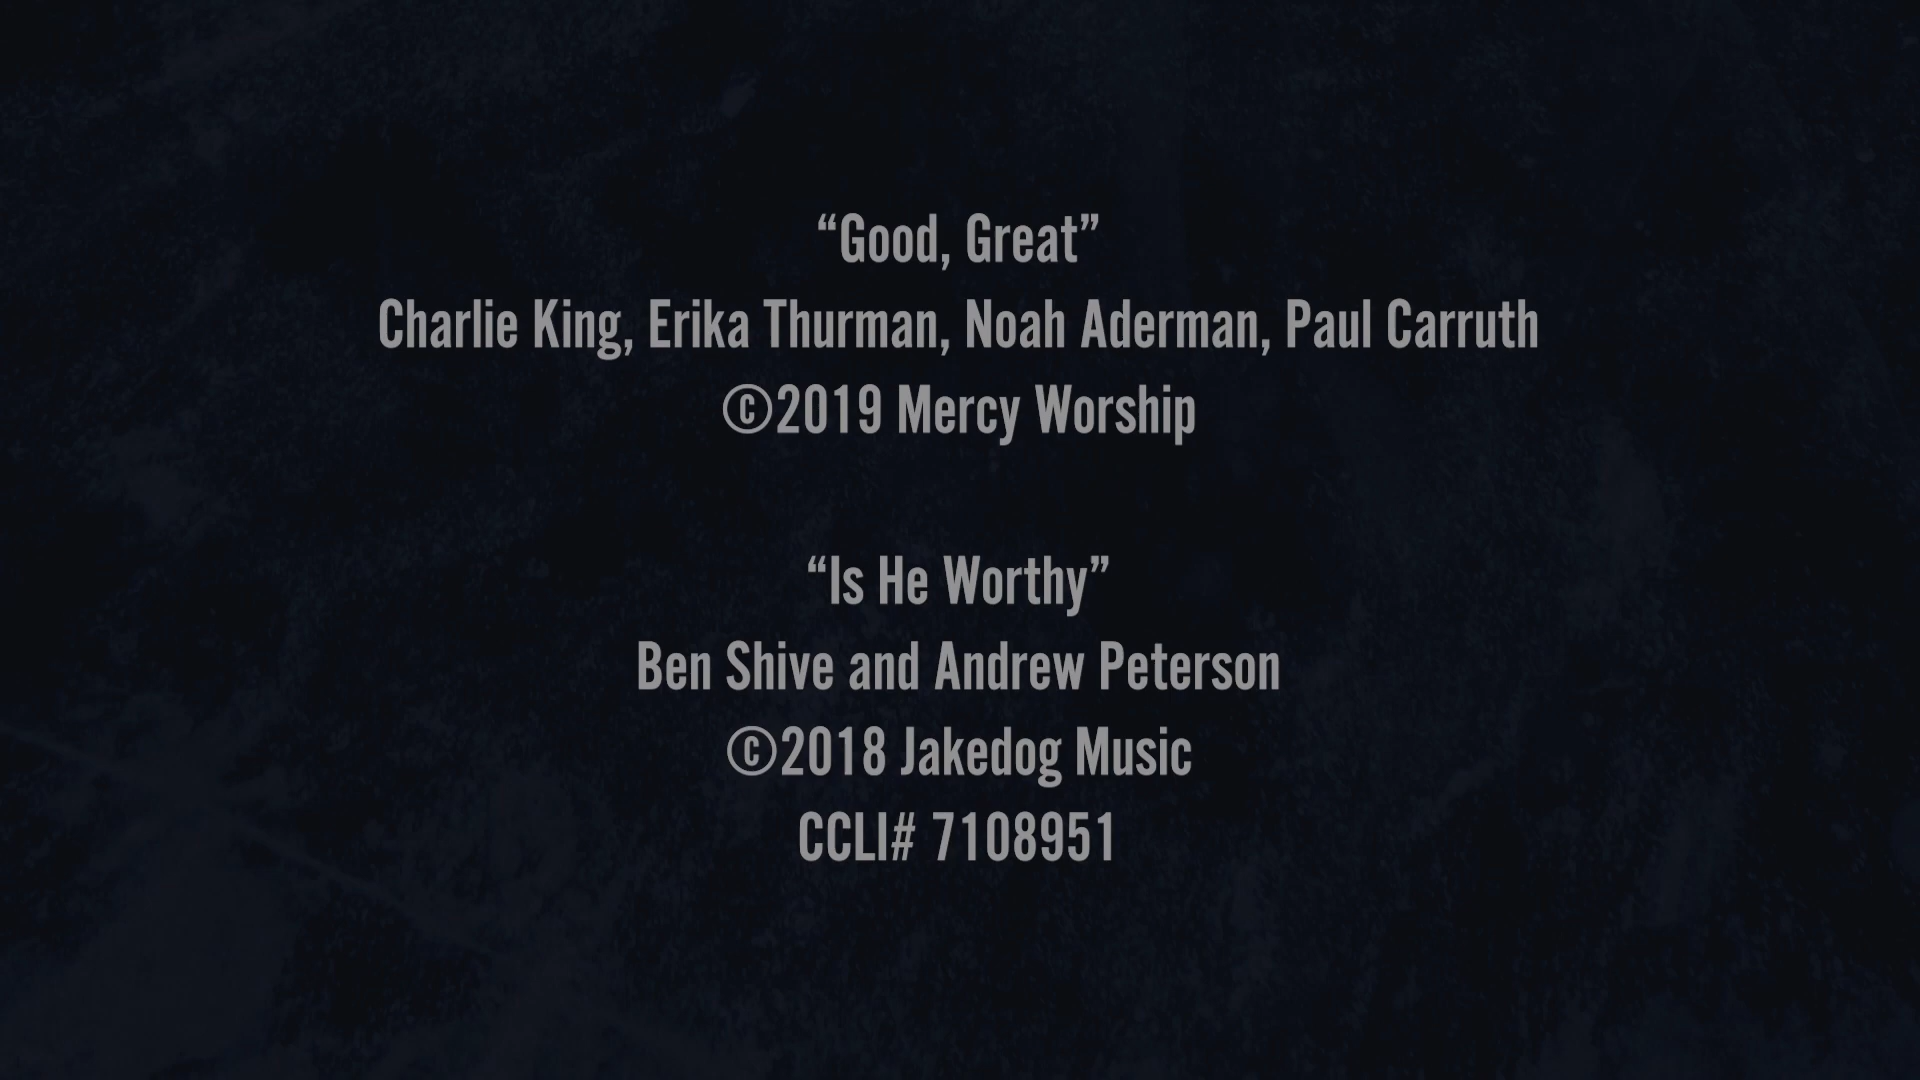 “Good, Great”
Charlie King, Erika Thurman, Noah Aderman, Paul Carruth
©2019 Mercy Worship
“Is He Worthy”
Ben Shive and Andrew Peterson
©2018 Jakedog Music
CCLI# 7108951